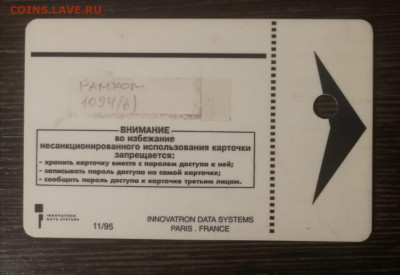 COINS.LAVE.RU
РАМКОМ
1094/61
ВНИМАНИЕ
во избежание
несанкционированного использования карточки
запрещается:
- хранить карточку вместе с паролем доступа к ней;
- записывать пароль доступа на самой карточке;
- сообщать пароль доступа к карточке третьим лицам.
INNOVATRON
DATA SYSTEMS
11/95
INNOVATRON DATA SYSTEMS
PARIS . FRANCE